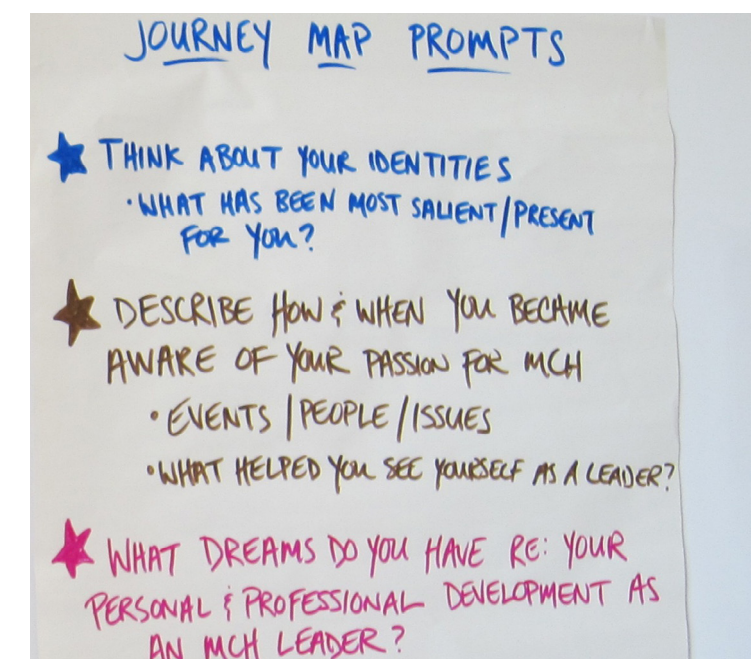 JOURNEY MAP PROMPTS
THINK ABOUT YOUR IDENTITIES
• WHAT HAS BEEN MOST SALIENT/PRESENT
FOR YOU?
DESCRIBE HOW & WHEN YOU BECAME
AWARE OF YOUR PASSION FOR MCH
• EVENTS/PEOPLE/ISSUES
• WHAT HELPED YOU SEE YOURSELF AS A LEADER?
WHAT DREAMS DO YOU HAVE RE: YOUR
PERSONAL & PROFESSIONAL DEVELOPMENT AS
AN MCH LEADER?